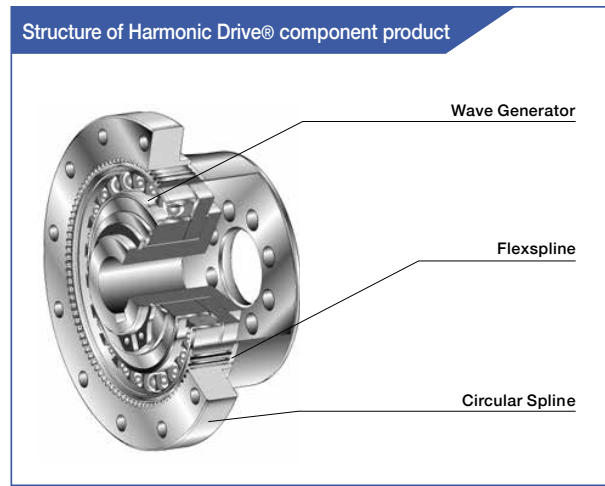 Structure of Harmonic Drive® component product
Wave Generator
Flexspline
Circular Spline